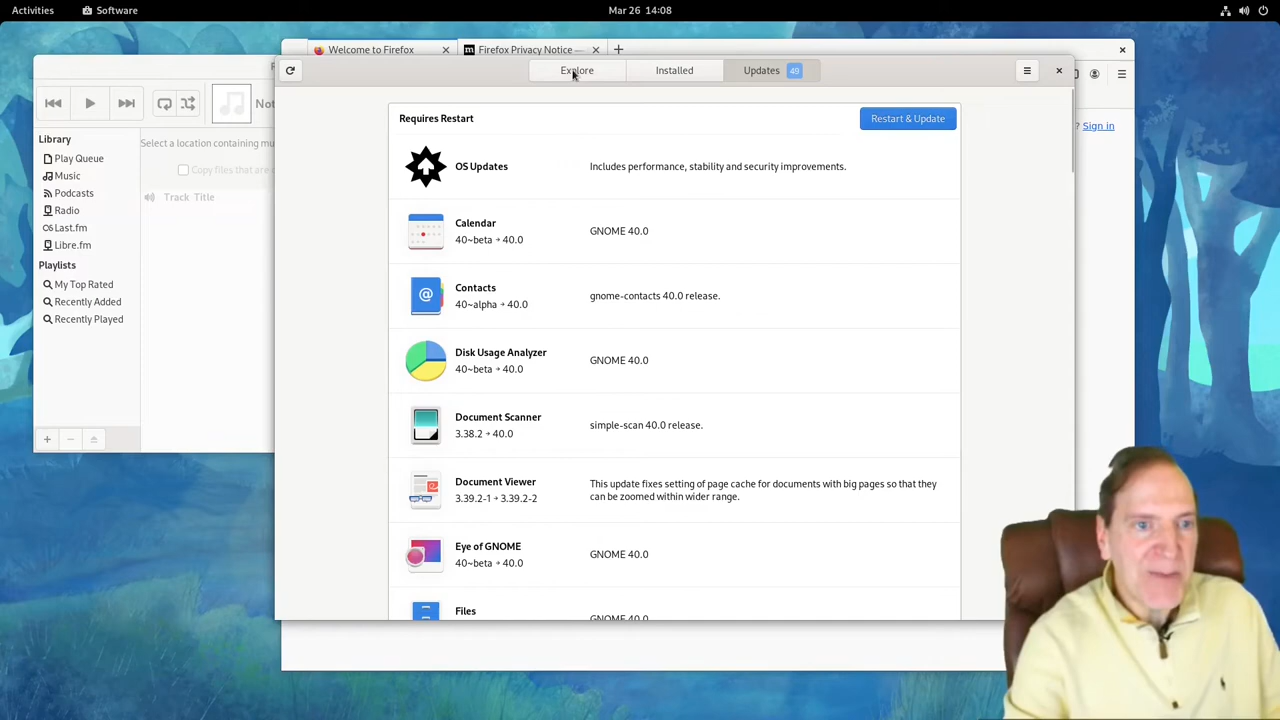 Activities
Software
Mar 26 14:08
Welcome to Firefox
Firefox Privacy Notice —
Explore
Installed
Updates 49
Sign in
Library
Play Queue
Music
Podcasts
Radio
Last.fm
Libre.fm
Playlists
My Top Rated
Recently Added
Recently Played
Select a location containing mu
Copy files that are
Track Title
Requires Restart
Restart & Update
OS Updates
Includes performance, stability and security improvements.
Calendar
40~beta → 40.0
GNOME 40.0
Contacts
40~alpha → 40.0
gnome-contacts 40.0 release.
Disk Usage Analyzer
40~beta → 40.0
GNOME 40.0
Document Scanner
3.38.2 → 40.0
simple-scan 40.0 release.
Document Viewer
3.39.2-1 → 3.39.2-2
This update fixes setting of page cache for documents with big pages so that they
can be zoomed within wider range.
Eye of GNOME
40~beta → 40.0
GNOME 40.0
Files
GNOME 40.0